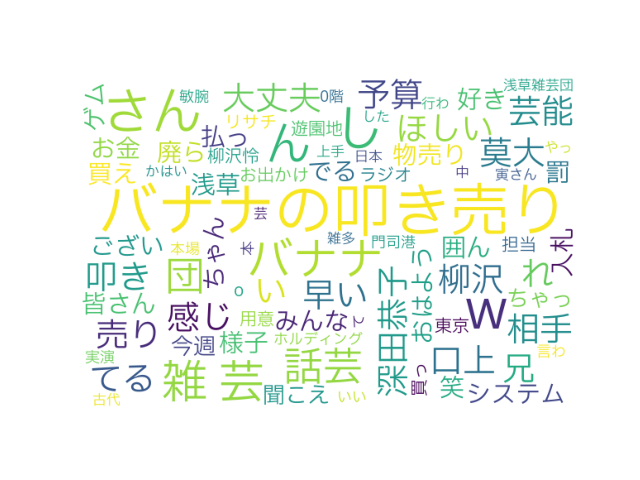 浅草雑芸団
敏腕
0階
行わ
ゲム
さん
大丈夫
予算
好き
芸能
リサチ
遊園地
した
し
ん
ほしい
払っ
お金
廃ら
柳沢怜
上手
日本
物売り
莫大
やっ
買え
かはい
浅草
お出かけ
でる
ラジオ
中
寅さん
罰
バナナの叩き売り
芸
雑多
門司港
ござい
本場
ちゃん
本
バナナ
囲ん
担当
入札
叩き
団
い
早い
深田恭子
おはよう
柳沢
れ
皆さん
o
ちゃっ
売り
感じ
用意
みんな
と
w
東京
相手
今週
様子
ホルディング
言わ
実演
てる
雑芸
話芸
口上
兄
聞こえ
買っ
笑
システム
古代
いい